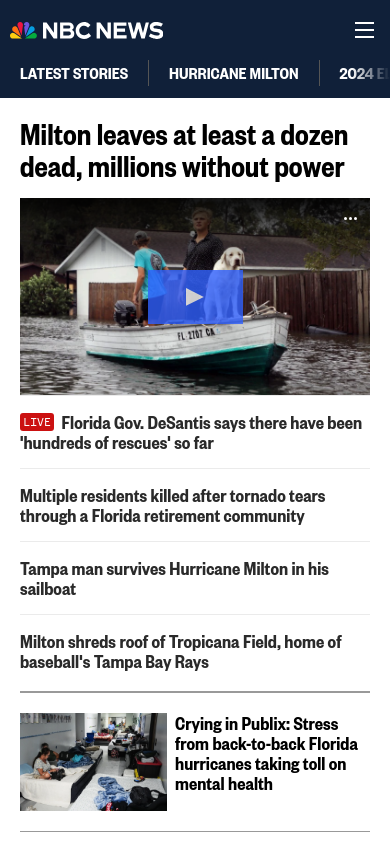 NBC NEWS
LATEST STORIES
HURRICANE MILTON
2024 E
Milton leaves at least a dozen
dead, millions without power
FL 2707 CA
LIVE Florida Gov. DeSantis says there have been
'hundreds of rescues' so far
Multiple residents killed after tornado tears
through a Florida retirement community
Tampa man survives Hurricane Milton in his
sailboat
Milton shreds roof of Tropicana Field, home of
baseball's Tampa Bay Rays
Crying in Publix: Stress
from back-to-back Florida
hurricanes taking toll on
mental health